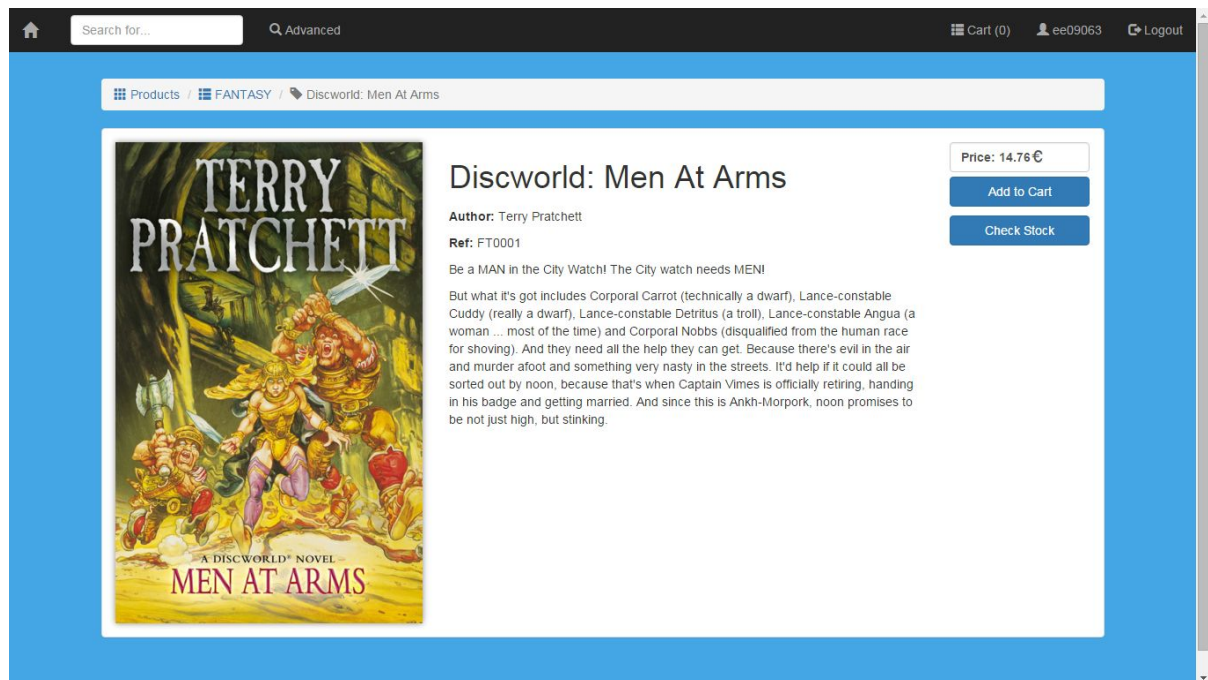 Search for...
Advanced
Cart (0)
ee09063
Logout
Products / FANTASY / Discworld: Men At Arms
TERRY
PRATCHETT
A DISCWORLD® NOVEL
MEN AT ARMS
Discworld: Men At Arms
Author: Terry Pratchett
Ref: FT0001
Be a MAN in the City Watch! The City watch needs MEN!
But what it's got includes Corporal Carrot (technically a dwarf), Lance-constable
Cuddy (really a dwarf), Lance-constable Detritus (a troll), Lance-constable Angua (a
woman ... most of the time) and Corporal Nobbs (disqualified from the human race
for shoving). And they need all the help they can get. Because there's evil in the air
and murder afoot and something very nasty in the streets. It'd help if it could all be
sorted out by noon, because that's when Captain Vimes is officially retiring, handing
in his badge and getting married. And since this is Ankh-Morpork, noon promises to
be not just high, but stinking.
Price: 14.76€
Add to Cart
Check Stock